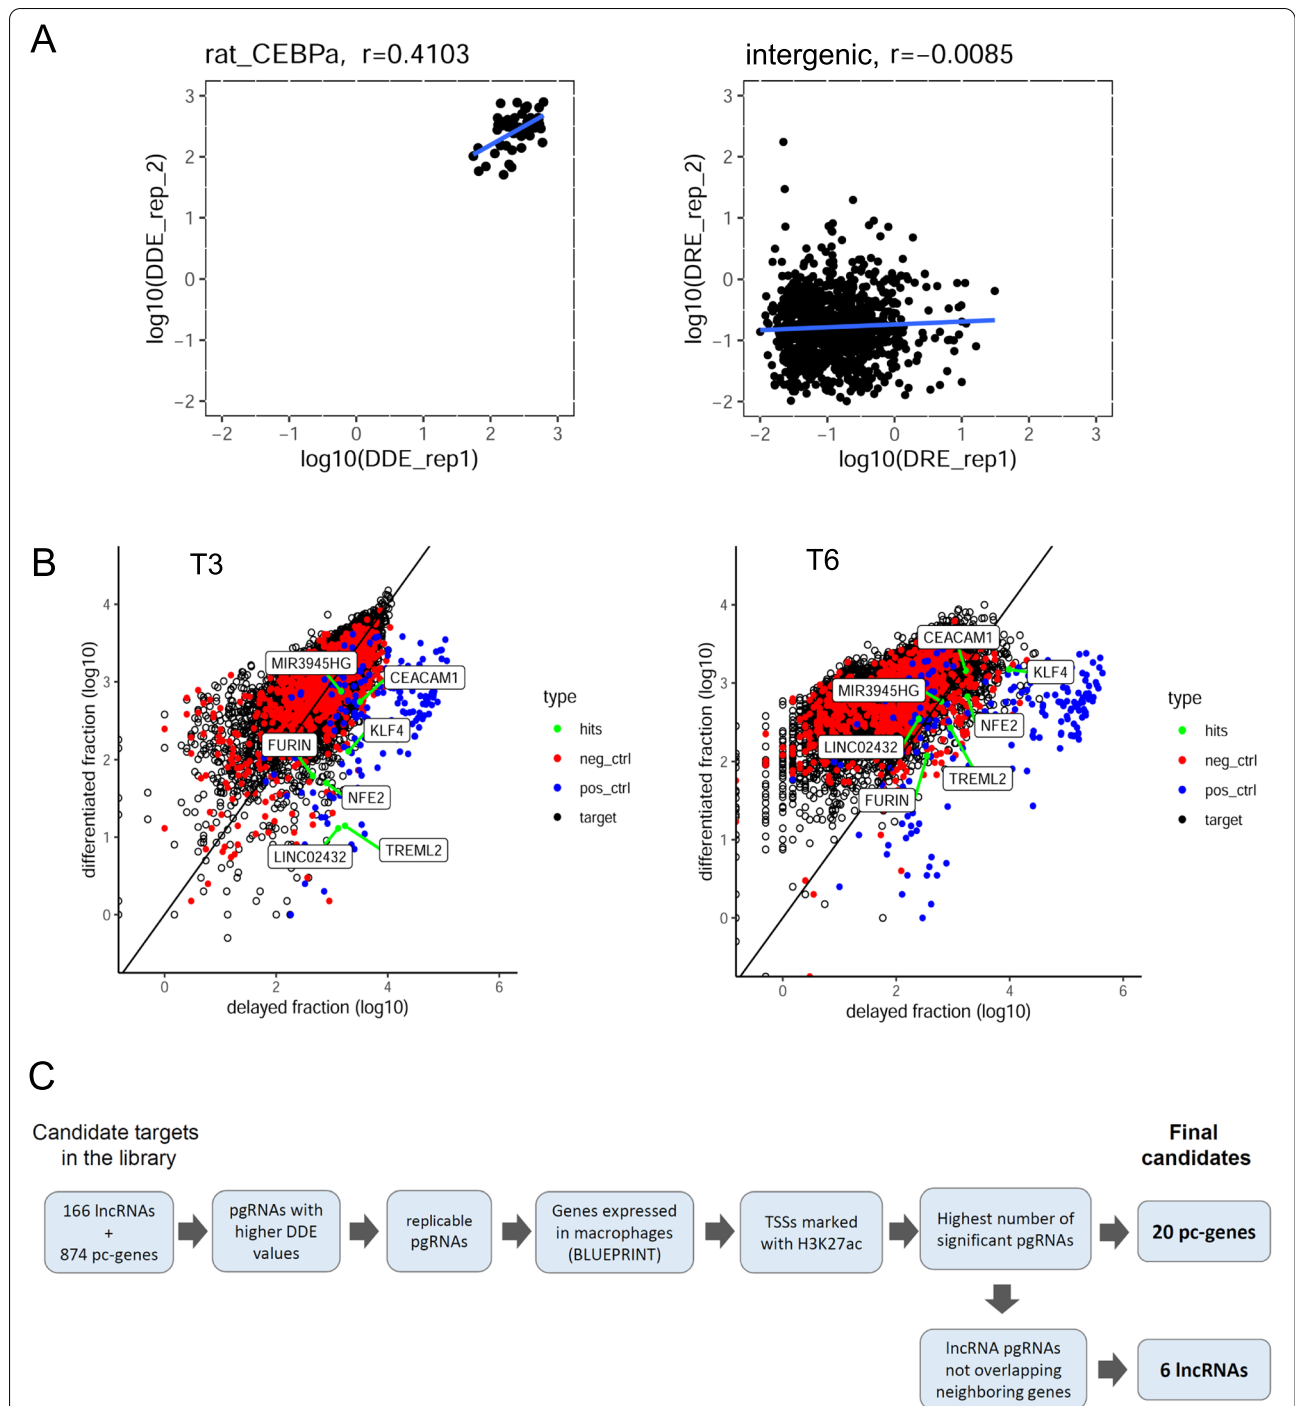 A
rat_CEBPa, r=0.4103
3
2
1
0
−1
−2
log10(DDE_rep_2)
−2 −1 0 1 2 3
log10(DDE_rep1)
intergenic, r=−0.0085
3
2
1
0
−1
−2
log10(DRE_rep_2)
−2 −1 0 1 2 3
log10(DRE_rep1)
B
T3
4
3
2
1
0
differentiated fraction (log10)
MIR3945HG
CEACAM1
KLF4
FURIN
NFE2
LINC02432
TREML2
0 2 4 6
delayed fraction (log10)
type
hits
neg_ctrl
pos_ctrl
target
T6
4
3
2
1
0
differentiated fraction (log10)
CEACAM1
KLF4
MIR3945HG
NFE2
LINC02432
TREML2
FURIN
0 2 4 6
delayed fraction (log10)
type
hits
neg_ctrl
pos_ctrl
target
C
Candidate targets
in the library
166 lncRNAs
+
874 pc-genes
pgRNAs with
higher DDE
values
replicable
pgRNAs
Genes expressed
in macrophages
(BLUEPRINT)
TSSs marked
with H3K27ac
Highest number of
significant pgRNAs
Final
candidates
20 pc-genes
lncRNA pgRNAs
not overlapping
neighboring genes
6 lncRNAs